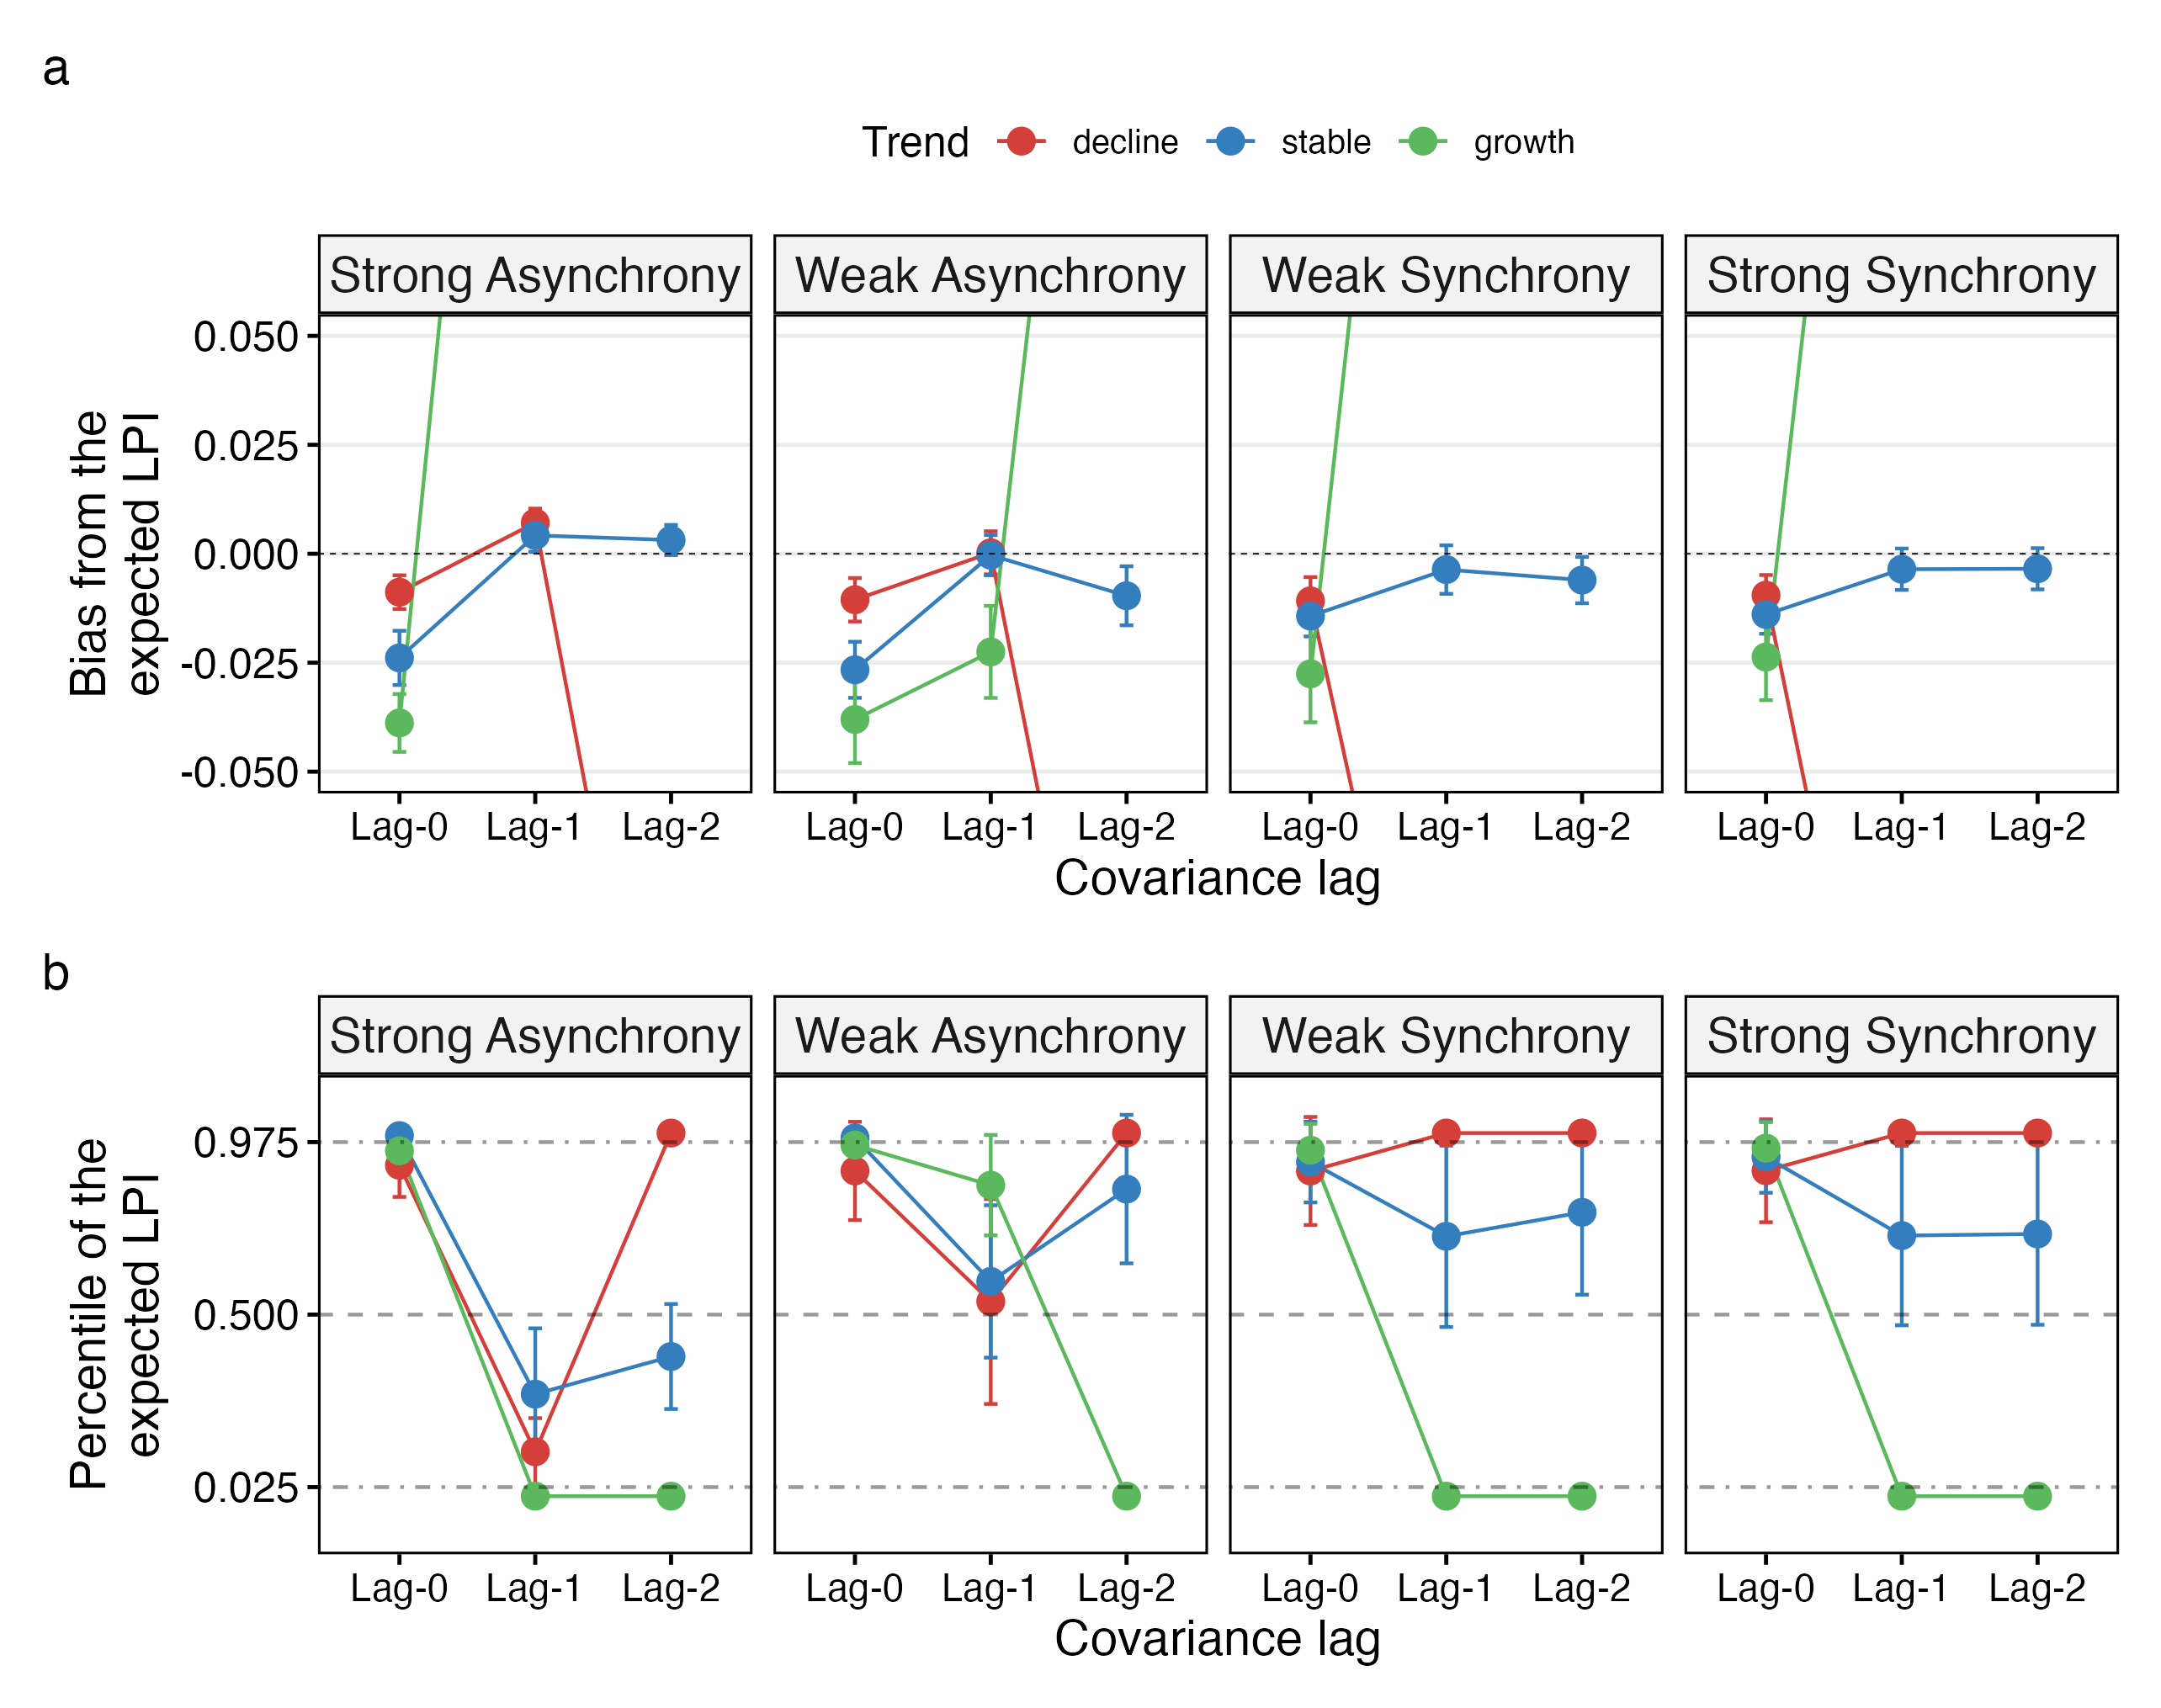 a
Trend decline stable growth
Strong Asynchrony Weak Asynchrony Weak Synchrony Strong Synchrony
Bias from the
expected LPI
0.050
0.025
0.000
-0.025
-0.050
Lag-0 Lag-1 Lag-2 Lag-0 Lag-1 Lag-2 Lag-0 Lag-1 Lag-2 Lag-0 Lag-1 Lag-2
Covariance lag
b
Strong Asynchrony Weak Asynchrony Weak Synchrony Strong Synchrony
Percentile of the
expected LPI
0.975
0.500
0.025
Lag-0 Lag-1 Lag-2 Lag-0 Lag-1 Lag-2 Lag-0 Lag-1 Lag-2 Lag-0 Lag-1 Lag-2
Covariance lag